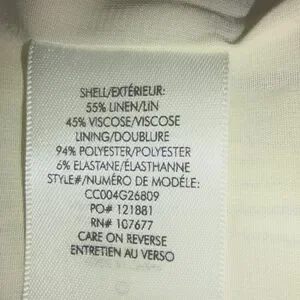 SHELL/EXTÉRIEUR:
55% LINEN/LIN
45% VISCOSE/VISCOSE
LINING/DOUBLURE
94% POLYESTER/POLYESTER
6% ELASTANE/ÉLASTHANNE
STYLE#/NUMÉRO DE MODÈLE:
CC004G26809
PO# 121881
RN# 107677
CARE ON REVERSE
ENTRETIEN AU VERSO